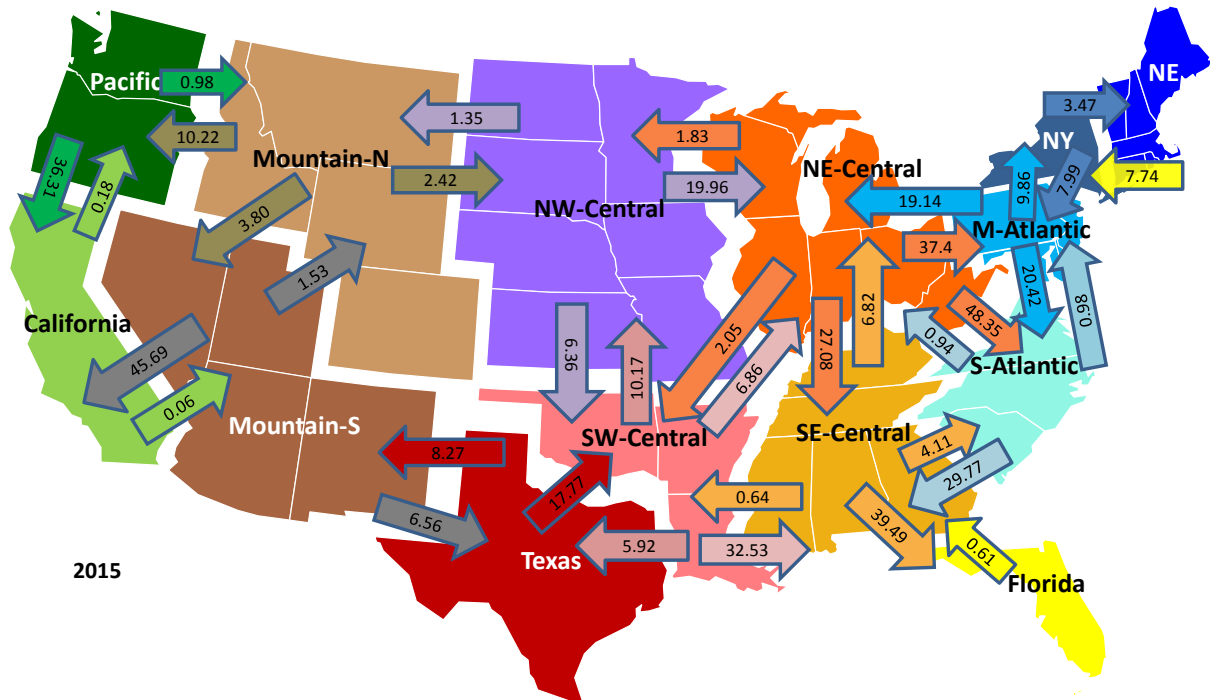 NE
Pacific
0.98
3.47
1.35
10.22
1.83
NY
36.31
0.18
Mountain-N
2.42
19.96
NE-Central
7.99
7.74
9.86
19.14
NW-Central
3.80
M-Atlantic
37.4
1.53
20.42
0.98
6.82
California
45.69
2.05
27.08
48.35
0.94
S-Atlantic
6.36
10.17
6.86
0.06
Mountain-S
SW-Central
SE-Central
4.11
8.27
29.77
17.77
0.64
39.49
6.56
5.92
32.53
0.61
Texas
2015
Florida